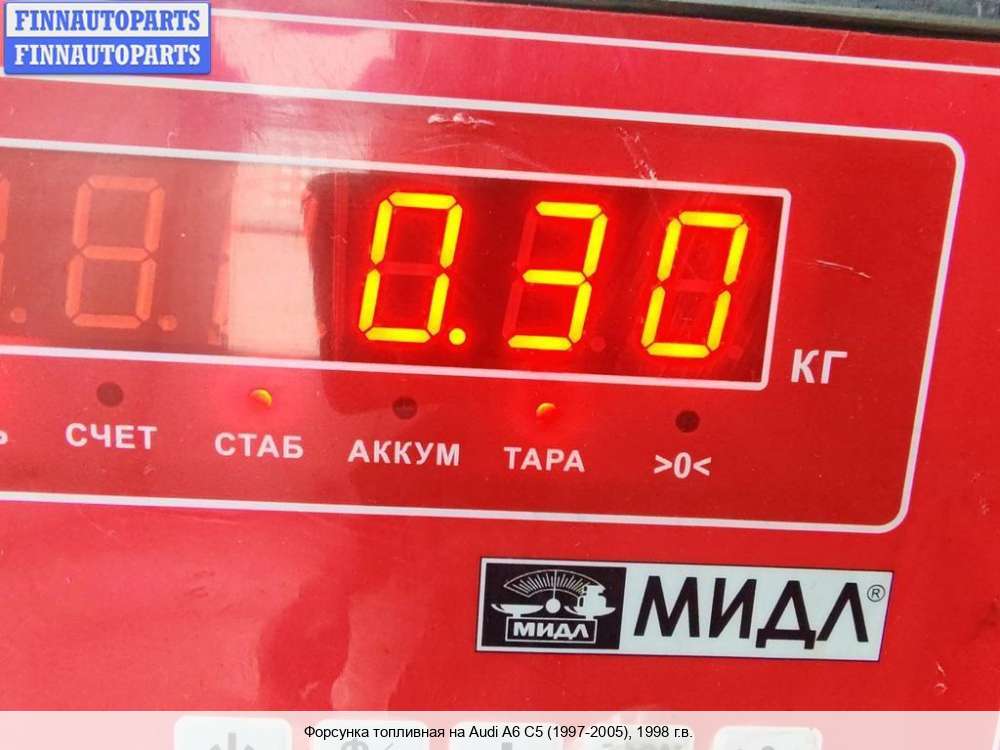 FINNAUTOPARTS
FINNAUTOPARTS
0.30
КГ
СЧЕТ СТАБ АККУМ ТАРА >0<
МИДЛ МИДЛ®
Форсунка топливная на Audi A6 C5 (1997-2005), 1998 г.в.